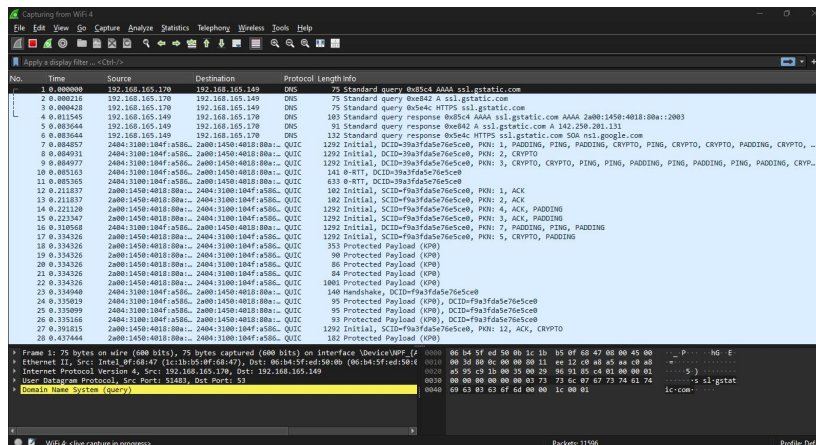 Capturing from WiFi 4
File Edit View Go Capture Analyze Statistics Telephony Wireless Tools Help
Apply a display filter ... <Ctrl-/>
No. Time Source Destination Protocol Length Info
1 0.000000 192.168.165.170 192.168.165.149 DNS 75 Standard query 0x85c4 AAAA ssl.gstatic.com
2 0.000216 192.168.165.170 192.168.165.149 DNS 75 Standard query 0xe842 A ssl.gstatic.com
3 0.000428 192.168.165.170 192.168.165.149 DNS 75 Standard query 0x5e4c HTTPS ssl.gstatic.com
4 0.011545 192.168.165.149 192.168.165.170 DNS 103 Standard query response 0x85c4 AAAA ssl.gstatic.com AAAA 2a00:1450:4018:80a::2003
5 0.083644 192.168.165.149 192.168.165.170 DNS 91 Standard query response 0xe842 A ssl.gstatic.com A 142.250.201.131
6 0.083644 192.168.165.149 192.168.165.170 DNS 132 Standard query response 0x5e4c HTTPS ssl.gstatic.com SOA ns1.google.com
7 0.084857 2404:3100:104f:a586… 2a00:1450:4018:80a:… QUIC 1292 Initial, DCID=39a3fda5e76e5ce0, PKN: 1, PADDING, PING, PADDING, CRYPTO, PING, CRYPTO, CRYPTO, PADDING, CRYPTO, …
8 0.084931 2404:3100:104f:a586… 2a00:1450:4018:80a:… QUIC 1292 Initial, DCID=39a3fda5e76e5ce0, PKN: 2, CRYPTO
9 0.084977 2404:3100:104f:a586… 2a00:1450:4018:80a:… QUIC 1292 Initial, DCID=39a3fda5e76e5ce0, PKN: 3, CRYPTO, CRYPTO, PING, PADDING, PING, PADDING, PING, PADDING, CRYP…
10 0.085163 2404:3100:104f:a586… 2a00:1450:4018:80a:… QUIC 141 0-RTT, DCID=39a3fda5e76e5ce0
11 0.085365 2404:3100:104f:a586… 2a00:1450:4018:80a:… QUIC 633 0-RTT, DCID=39a3fda5e76e5ce0
12 0.211837 2a00:1450:4018:80a:… 2404:3100:104f:a586… QUIC 102 Initial, SCID=f9a3fda5e76e5ce0, PKN: 1, ACK
13 0.211837 2a00:1450:4018:80a:… 2404:3100:104f:a586… QUIC 102 Initial, SCID=f9a3fda5e76e5ce0, PKN: 2, ACK
14 0.221120 2a00:1450:4018:80a:… 2404:3100:104f:a586… QUIC 1292 Initial, SCID=f9a3fda5e76e5ce0, PKN: 4, ACK, PADDING
15 0.223347 2a00:1450:4018:80a:… 2404:3100:104f:a586… QUIC 1292 Initial, SCID=f9a3fda5e76e5ce0, PKN: 3, ACK, PADDING
16 0.310568 2a00:1450:4018:80a:… 2404:3100:104f:a586… QUIC 1292 Initial, SCID=f9a3fda5e76e5ce0, PKN: 7, PADDING, PING, PADDING
17 0.334326 2a00:1450:4018:80a:… 2404:3100:104f:a586… QUIC 1292 Initial, SCID=f9a3fda5e76e5ce0, PKN: 5, CRYPTO, PADDING
18 0.334326 2a00:1450:4018:80a:… 2404:3100:104f:a586… QUIC 353 Protected Payload (KP0)
19 0.334326 2a00:1450:4018:80a:… 2404:3100:104f:a586… QUIC 90 Protected Payload (KP0)
20 0.334326 2a00:1450:4018:80a:… 2404:3100:104f:a586… QUIC 86 Protected Payload (KP0)
21 0.334326 2a00:1450:4018:80a:… 2404:3100:104f:a586… QUIC 84 Protected Payload (KP0)
22 0.334326 2a00:1450:4018:80a:… 2404:3100:104f:a586… QUIC 1001 Protected Payload (KP0)
23 0.334940 2404:3100:104f:a586… 2a00:1450:4018:80a:… QUIC 140 Handshake, DCID=f9a3fda5e76e5ce0
24 0.335019 2404:3100:104f:a586… 2a00:1450:4018:80a:… QUIC 95 Protected Payload (KP0), DCID=f9a3fda5e76e5ce0
25 0.335099 2404:3100:104f:a586… 2a00:1450:4018:80a:… QUIC 95 Protected Payload (KP0), DCID=f9a3fda5e76e5ce0
26 0.335166 2404:3100:104f:a586… 2a00:1450:4018:80a:… QUIC 93 Protected Payload (KP0), DCID=f9a3fda5e76e5ce0
27 0.391815 2a00:1450:4018:80a:… 2404:3100:104f:a586… QUIC 1292 Initial, SCID=f9a3fda5e76e5ce0, PKN: 12, ACK, CRYPTO
28 0.437444 2a00:1450:4018:80a:… 2404:3100:104f:a586… QUIC 182 Protected Payload (KP0)
Frame 1: 75 bytes on wire (600 bits), 75 bytes captured (600 bits) on interface \Device\NPF_{A
Ethernet II, Src: Intel_0f:68:47 (1c:1b:b5:0f:68:47), Dst: 06:b4:5f:ed:50:0b (06:b4:5f:ed:50:0
Internet Protocol Version 4, Src: 192.168.165.170, Dst: 192.168.165.149
User Datagram Protocol, Src Port: 51483, Dst Port: 53
Domain Name System (query)
0000 06 b4 5f ed 50 0b 1c 1b b5 0f 68 47 08 00 45 00 ··_·P··· ··hG··E·
0010 00 3d 80 0c 00 00 80 11 ee 12 c0 a8 a5 aa c0 a8 ·=······ ········
0020 a5 95 c9 1b 00 35 00 29 96 91 85 c4 01 00 00 01 ·····5·) ········
0030 00 00 00 00 00 00 03 73 73 6c 07 67 73 74 61 74 ·······s sl·gstat
0040 69 63 03 63 6f 6d 00 00 1c 00 01 ic·com·· ···
WiFi 4: <live capture in progress> Packets: 11596 Profile: Def